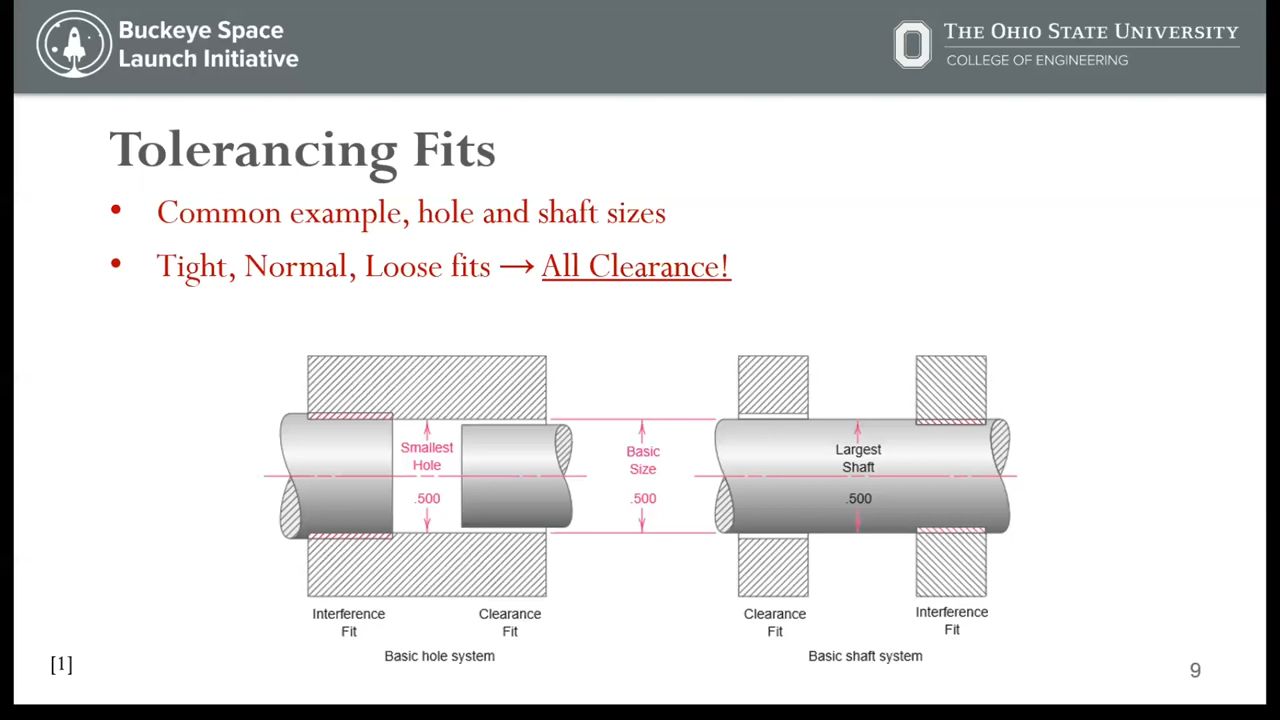 Buckeye Space
Launch Initiative
THE OHIO STATE UNIVERSITY
COLLEGE OF ENGINEERING
Tolerancing Fits
• Common example, hole and shaft sizes
• Tight, Normal, Loose fits → All Clearance!
Smallest
Hole
.500
Basic
Size
.500
Largest
Shaft
.500
Interference
Fit
Clearance
Fit
Basic hole system
Clearance
Fit
Interference
Fit
Basic shaft system
[1]
9